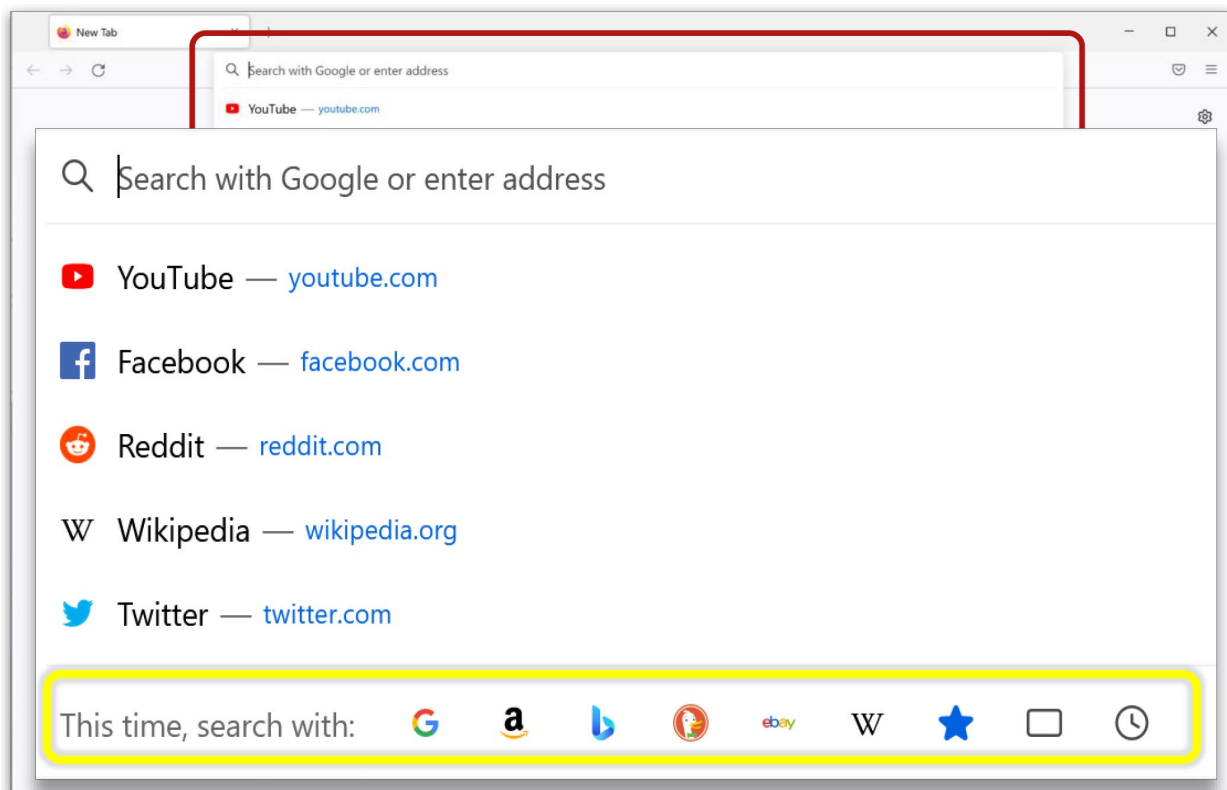 New Tab
Search with Google or enter address
YouTube — youtube.com
Search with Google or enter address
YouTube — youtube.com
Facebook — facebook.com
Reddit — reddit.com
W Wikipedia — wikipedia.org
Twitter — twitter.com
This time, search with: G a b ebay W